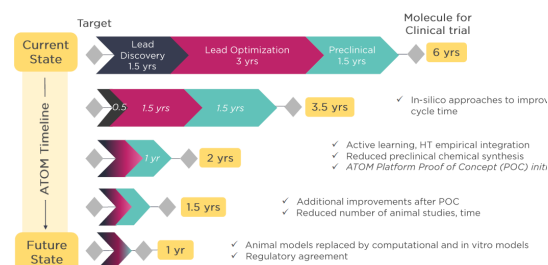 Target
Molecule for
Clinical trial
Current
State
Lead
Discovery
1.5 yrs
Lead Optimization
3 yrs
Preclinical
1.5 yrs
6 yrs
0.5
1.5 yrs
1.5 yrs
3.5 yrs
✓ In-silico approaches to
cycle time
ATOM Timeline
1 yr
2 yrs
✓ Active learning, HT empirical integration
✓ Reduced preclinical chemical synthesis
✓ ATOM Platform Proof of Concept (POC)
1.5 yrs
✓ Additional improvements after POC
✓ Reduced number of animal studies, time
Future
State
1 yr
✓ Animal models replaced by computational and in vitro models
✓ Regulatory agreement